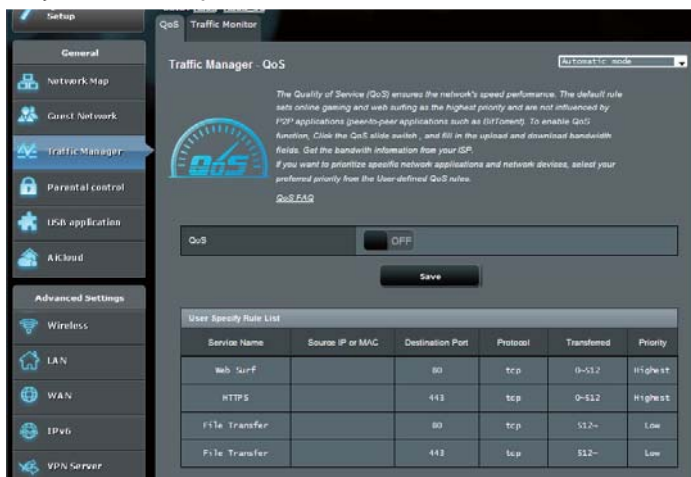 Setup
QoS Traffic Monitor
General
Network Map
Guest Network
Traffic Manager
Parental control
USB application
AiCloud
Advanced Settings
Wireless
LAN
WAN
IPv6
VPN Server
Traffic Manager - QoS
Automatic mode
The Quality of Service (QoS) ensures the network's speed performance. The default rule
sets online gaming and web surfing as the highest priority and are not influenced by
P2P applications (peer-to-peer applications such as BitTorrent). To enable QoS
function, Click the QoS slide switch , and fill in the upload and download bandwidth
fields. Get the bandwith information from your ISP.
If you want to prioritize specific network applications and network devices, select your
preferred priority from the User-defined QoS rules.
QoS FAQ
QoS
QoS OFF
Save
User Specify Rule List
Service Name Source IP or MAC Destination Port Protocol Transferred Priority
Web Surf 80 tcp 0~512 Highest
HTTPS 443 tcp 0~512 Highest
File Transfer 80 tcp 512~ Low
File Transfer 443 tcp 512~ Low